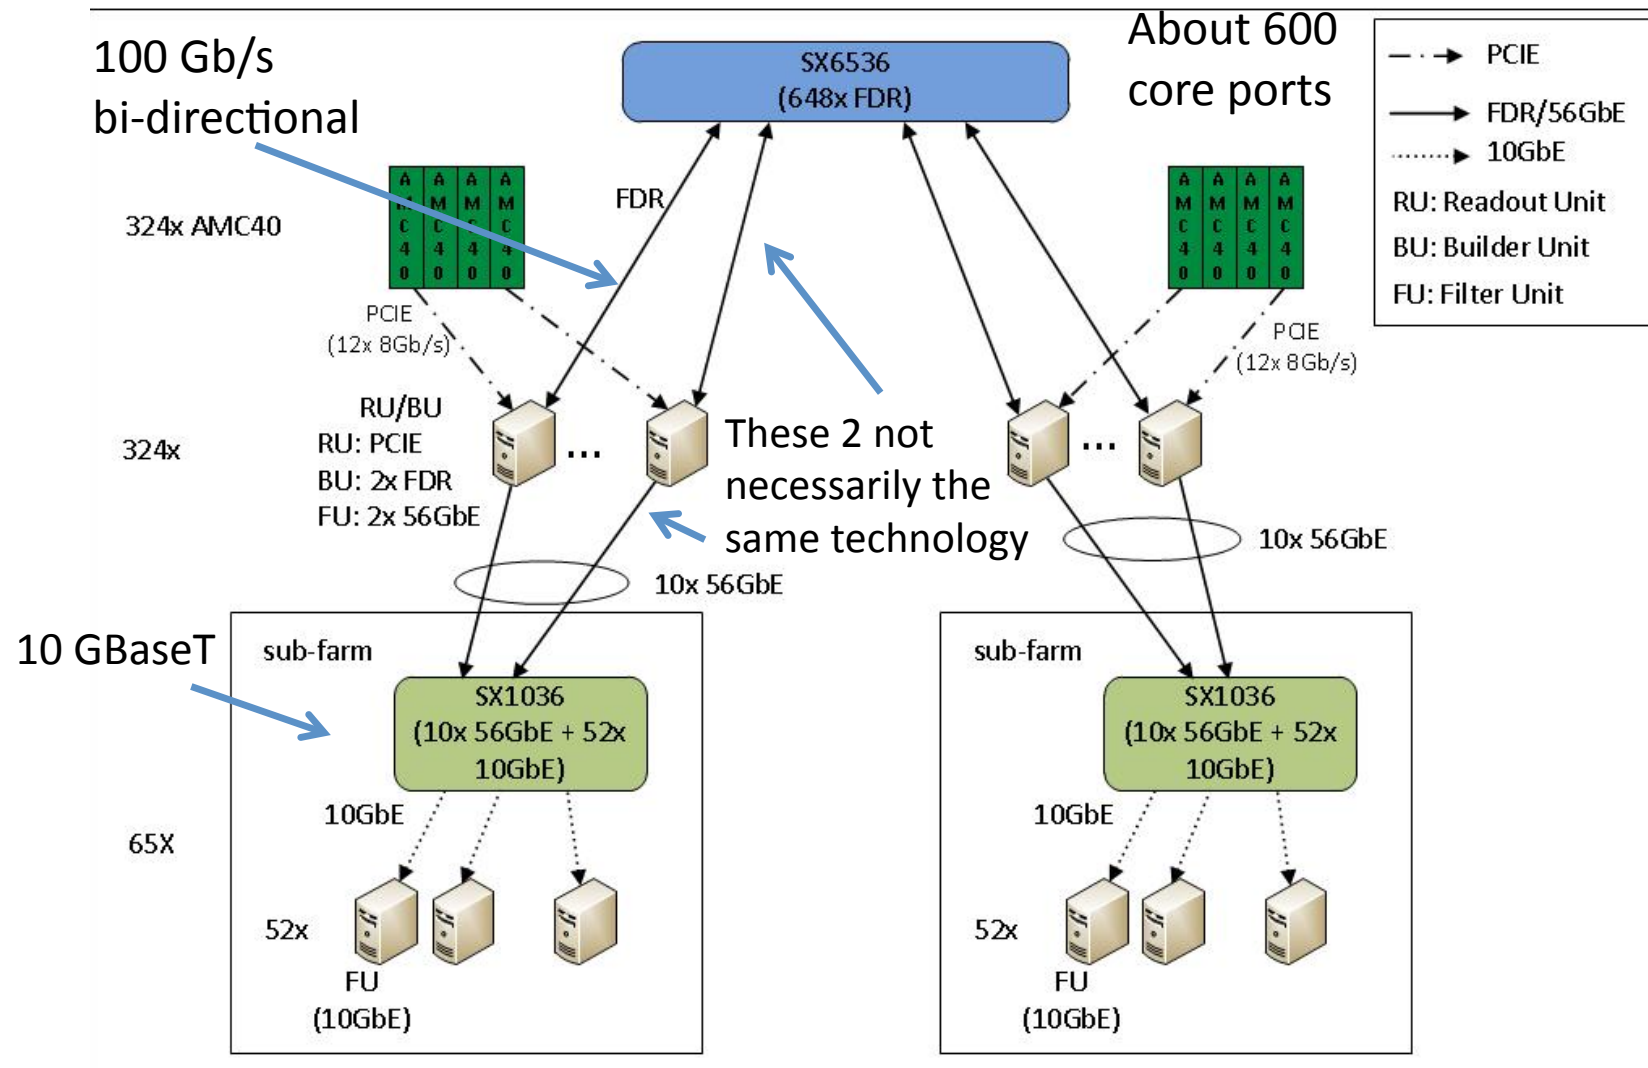 100 Gb/s
bi-directional
SX6536
(648x FDR)
About 600
core ports
PCIE
FDR/56GbE
10GbE
RU: Readout Unit
BU: Builder Unit
FU: Filter Unit
324x AMC40
AMC40
AMC40
AMC40
AMC40
FDR
AMC40
AMC40
AMC40
AMC40
PCIE
(12x 8Gb/s)
PCIE
(12x 8Gb/s)
324x
RU/BU
RU: PCIE
BU: 2x FDR
FU: 2x 56GbE
...
These 2 not
necessarily the
same technology
...
10x 56GbE
10x 56GbE
10 GBaseT
sub-farm
SX1036
(10x 56GbE + 52x
10GbE)
10GbE
65X
52x
FU
(10GbE)
sub-farm
SX1036
(10x 56GbE + 52x
10GbE)
10GbE
52x
FU
(10GbE)